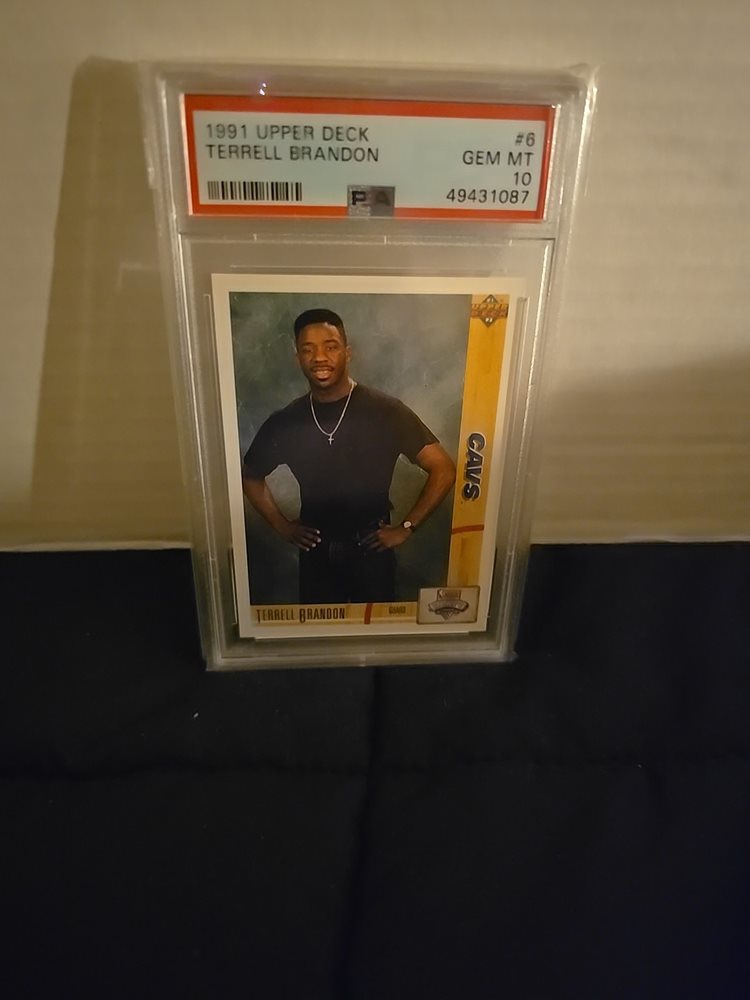 1991 UPPER DECK
#6
TERRELL BRANDON
GEM MT
10
PSA
49431087
CAVS
TERRELL BRANDON
GUARD